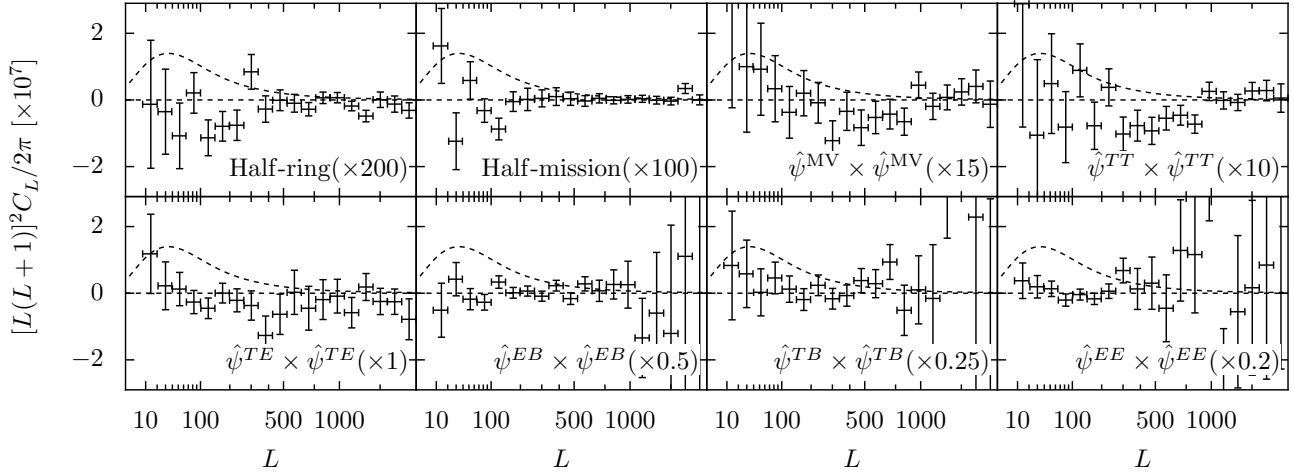 [L(L + 1)]²C_L/2π [×10⁷]
2
0
−2
Half-ring(×200)
Half-mission(×100)
ψ̂^MV × ψ̂^MV(×15)
ψ̂^TT × ψ̂^TT(×10)
2
0
−2
ψ̂^TE × ψ̂^TE(×1)
ψ̂^EB × ψ̂^EB(×0.5)
ψ̂^TB × ψ̂^TB(×0.25)
ψ̂^EE × ψ̂^EE(×0.2)
10 100 500 1000
10 100 500 1000
10 100 500 1000
10 100 500 1000
L
L
L
L